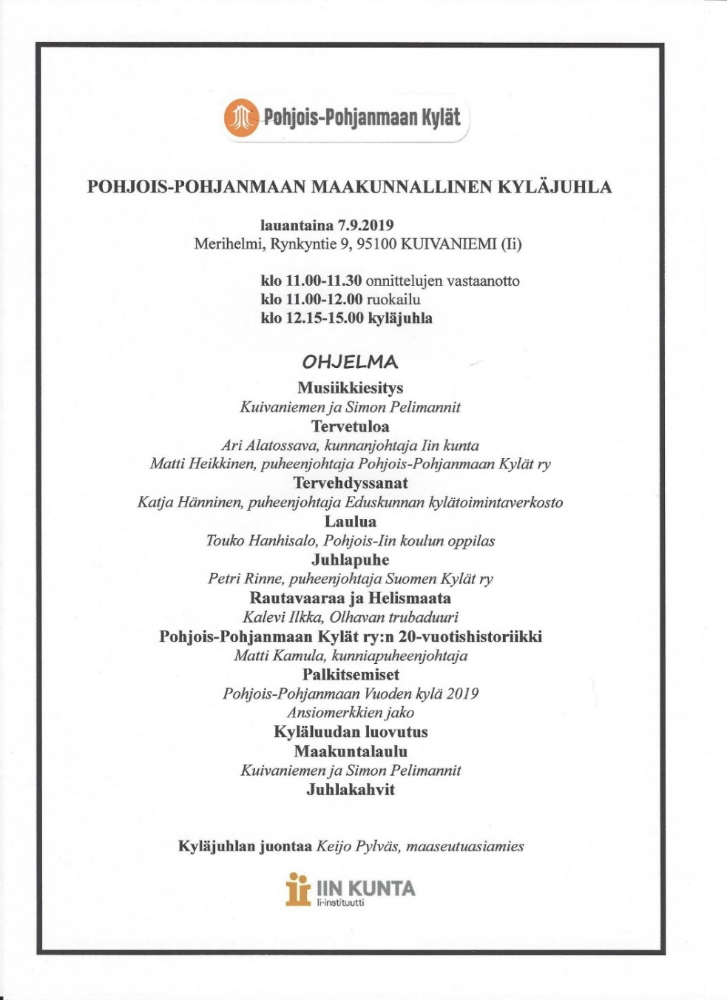 Pohjois-Pohjanmaan Kylät
POHJOIS-POHJANMAAN MAAKUNNALLINEN KYLÄJUHLA
lauantaina 7.9.2019
Merihelmi, Rynkyntie 9, 95100 KUIVANIEMI (Ii)
klo 11.00-11.30 onnittelujen vastaanotto
klo 11.00-12.00 ruokailu
klo 12.15-15.00 kyläjuhla
OHJELMA
Musiikkiesitys
Kuivaniemen ja Simon Pelimannit
Tervetuloa
Ari Alatossava, kunnanjohtaja Iin kunta
Matti Heikkinen, puheenjohtaja Pohjois-Pohjanmaan Kylät ry
Tervehdyssanat
Katja Hänninen, puheenjohtaja Eduskunnan kylätoimintaverkosto
Laulua
Touko Hanhisalo, Pohjois-Iin koulun oppilas
Juhlapuhe
Petri Rinne, puheenjohtaja Suomen Kylät ry
Rautavaaraa ja Helismaata
Kalevi Ilkka, Olhavan trubaduuri
Pohjois-Pohjanmaan Kylät ry:n 20-vuotishistoriikki
Matti Kamula, kunniapuheenjohtaja
Palkitsemiset
Pohjois-Pohjanmaan Vuoden kylä 2019
Ansiomerkkien jako
Kyläluudan luovutus
Maakuntalaulu
Kuivaniemen ja Simon Pelimannit
Juhlakahvit
Kyläjuhlan juontaa Keijo Pylväs, maaseutuasiamies
IIN KUNTA
Ii-instituutti